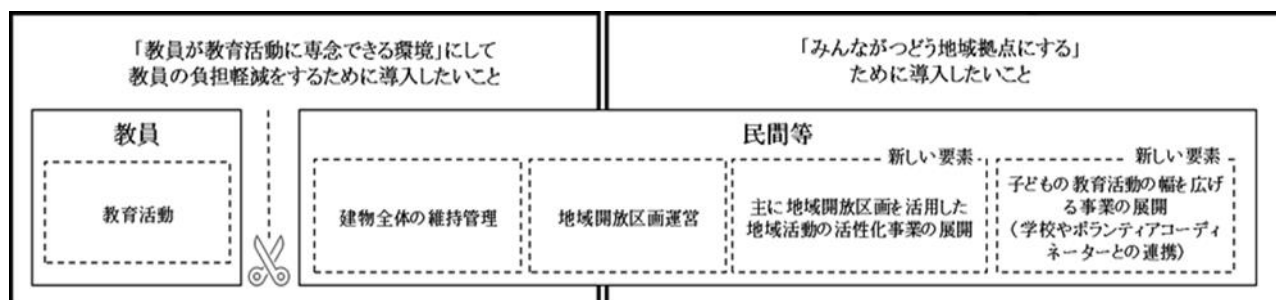 「教員が教育活動に専念できる環境」にして
教員の負担軽減をするために導入したいこと
「みんながつどう地域拠点にする」
ために導入したいこと
教員
教育活動
民間等
建物全体の維持管理
地域開放区画運営
新しい要素
主に地域開放区画を活用した
地域活動の活性化事業の展開
新しい要素
子どもの教育活動の幅を広げ
る事業の展開
(学校やボランティアコーディ
ネーターとの連携)